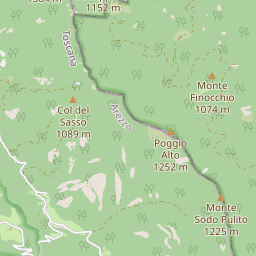 1152 m
Toscana
Arezzo
Monte
Finocchio
1074 m
Col del
Sasso
1089 m
Poggio
Alto
1252 m
Monte
Sodo Pulito
1225 m